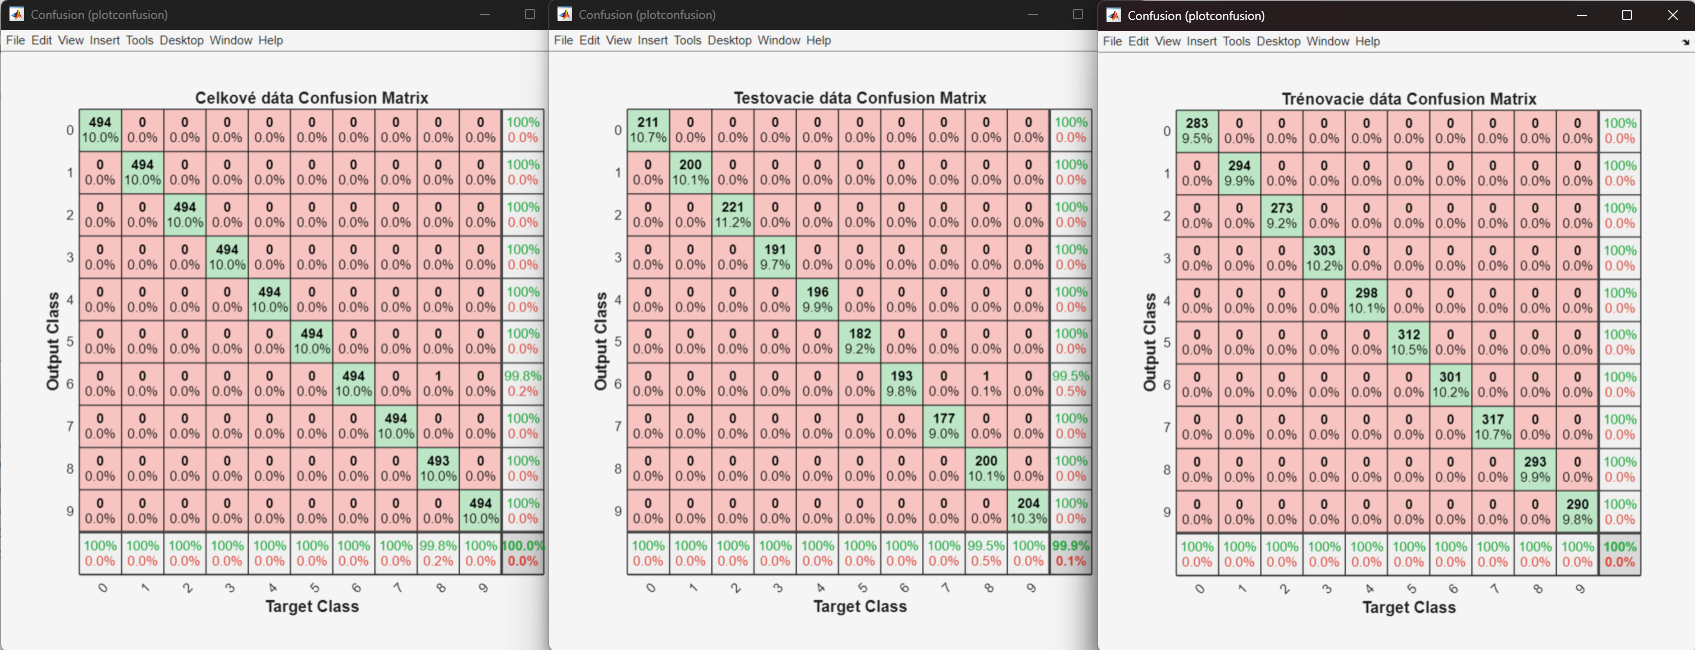 Confusion (plotconfusion)
File Edit View Insert Tools Desktop Window Help
Celkové dáta Confusion Matrix
Output Class
0 494 0 0 0 0 0 0 0 0 0 100%
10.0% 0.0% 0.0% 0.0% 0.0% 0.0% 0.0% 0.0% 0.0% 0.0% 0.0%
1 0 494 0 0 0 0 0 0 0 0 100%
0.0% 10.0% 0.0% 0.0% 0.0% 0.0% 0.0% 0.0% 0.0% 0.0% 0.0%
2 0 0 494 0 0 0 0 0 0 0 100%
0.0% 0.0% 10.0% 0.0% 0.0% 0.0% 0.0% 0.0% 0.0% 0.0% 0.0%
3 0 0 0 494 0 0 0 0 0 0 100%
0.0% 0.0% 0.0% 10.0% 0.0% 0.0% 0.0% 0.0% 0.0% 0.0% 0.0%
4 0 0 0 0 494 0 0 0 0 0 100%
0.0% 0.0% 0.0% 0.0% 10.0% 0.0% 0.0% 0.0% 0.0% 0.0% 0.0%
5 0 0 0 0 0 494 0 0 0 0 100%
0.0% 0.0% 0.0% 0.0% 0.0% 10.0% 0.0% 0.0% 0.0% 0.0% 0.0%
6 0 0 0 0 0 0 494 0 1 0 99.8%
0.0% 0.0% 0.0% 0.0% 0.0% 0.0% 10.0% 0.0% 0.0% 0.0% 0.2%
7 0 0 0 0 0 0 0 494 0 0 100%
0.0% 0.0% 0.0% 0.0% 0.0% 0.0% 0.0% 10.0% 0.0% 0.0% 0.0%
8 0 0 0 0 0 0 0 0 493 0 100%
0.0% 0.0% 0.0% 0.0% 0.0% 0.0% 0.0% 0.0% 10.0% 0.0% 0.0%
9 0 0 0 0 0 0 0 0 0 494 100%
0.0% 0.0% 0.0% 0.0% 0.0% 0.0% 0.0% 0.0% 0.0% 10.0% 0.0%
100% 100% 100% 100% 100% 100% 100% 100% 99.8% 100% 100.0%
0.0% 0.0% 0.0% 0.0% 0.0% 0.0% 0.0% 0.0% 0.2% 0.0% 0.0%
0 1 2 3 4 5 6 7 8 9
Target Class
Confusion (plotconfusion)
File Edit View Insert Tools Desktop Window Help
Testovacie dáta Confusion Matrix
Output Class
0 211 0 0 0 0 0 0 0 0 0 100%
10.7% 0.0% 0.0% 0.0% 0.0% 0.0% 0.0% 0.0% 0.0% 0.0% 0.0%
1 0 200 0 0 0 0 0 0 0 0 100%
0.0% 10.1% 0.0% 0.0% 0.0% 0.0% 0.0% 0.0% 0.0% 0.0% 0.0%
2 0 0 221 0 0 0 0 0 0 0 100%
0.0% 0.0% 11.2% 0.0% 0.0% 0.0% 0.0% 0.0% 0.0% 0.0% 0.0%
3 0 0 0 191 0 0 0 0 0 0 100%
0.0% 0.0% 0.0% 9.7% 0.0% 0.0% 0.0% 0.0% 0.0% 0.0% 0.0%
4 0 0 0 0 196 0 0 0 0 0 100%
0.0% 0.0% 0.0% 0.0% 9.9% 0.0% 0.0% 0.0% 0.0% 0.0% 0.0%
5 0 0 0 0 0 182 0 0 0 0 100%
0.0% 0.0% 0.0% 0.0% 0.0% 9.2% 0.0% 0.0% 0.0% 0.0% 0.0%
6 0 0 0 0 0 0 193 0 1 0 99.5%
0.0% 0.0% 0.0% 0.0% 0.0% 0.0% 9.8% 0.0% 0.1% 0.0% 0.5%
7 0 0 0 0 0 0 0 177 0 0 100%
0.0% 0.0% 0.0% 0.0% 0.0% 0.0% 0.0% 9.0% 0.0% 0.0% 0.0%
8 0 0 0 0 0 0 0 0 200 0 100%
0.0% 0.0% 0.0% 0.0% 0.0% 0.0% 0.0% 0.0% 10.1% 0.0% 0.0%
9 0 0 0 0 0 0 0 0 0 204 100%
0.0% 0.0% 0.0% 0.0% 0.0% 0.0% 0.0% 0.0% 0.0% 10.3% 0.0%
100% 100% 100% 100% 100% 100% 100% 100% 99.5% 100% 99.9%
0.0% 0.0% 0.0% 0.0% 0.0% 0.0% 0.0% 0.0% 0.5% 0.0% 0.1%
0 1 2 3 4 5 6 7 8 9
Target Class
Confusion (plotconfusion)
File Edit View Insert Tools Desktop Window Help
Trénovacie dáta Confusion Matrix
Output Class
0 283 0 0 0 0 0 0 0 0 0 100%
9.5% 0.0% 0.0% 0.0% 0.0% 0.0% 0.0% 0.0% 0.0% 0.0% 0.0%
1 0 294 0 0 0 0 0 0 0 0 100%
0.0% 9.9% 0.0% 0.0% 0.0% 0.0% 0.0% 0.0% 0.0% 0.0% 0.0%
2 0 0 273 0 0 0 0 0 0 0 100%
0.0% 0.0% 9.2% 0.0% 0.0% 0.0% 0.0% 0.0% 0.0% 0.0% 0.0%
3 0 0 0 303 0 0 0 0 0 0 100%
0.0% 0.0% 0.0% 10.2% 0.0% 0.0% 0.0% 0.0% 0.0% 0.0% 0.0%
4 0 0 0 0 298 0 0 0 0 0 100%
0.0% 0.0% 0.0% 0.0% 10.1% 0.0% 0.0% 0.0% 0.0% 0.0% 0.0%
5 0 0 0 0 0 312 0 0 0 0 100%
0.0% 0.0% 0.0% 0.0% 0.0% 10.5% 0.0% 0.0% 0.0% 0.0% 0.0%
6 0 0 0 0 0 0 301 0 0 0 100%
0.0% 0.0% 0.0% 0.0% 0.0% 0.0% 10.2% 0.0% 0.0% 0.0% 0.0%
7 0 0 0 0 0 0 0 317 0 0 100%
0.0% 0.0% 0.0% 0.0% 0.0% 0.0% 0.0% 10.7% 0.0% 0.0% 0.0%
8 0 0 0 0 0 0 0 0 293 0 100%
0.0% 0.0% 0.0% 0.0% 0.0% 0.0% 0.0% 0.0% 9.9% 0.0% 0.0%
9 0 0 0 0 0 0 0 0 0 290 100%
0.0% 0.0% 0.0% 0.0% 0.0% 0.0% 0.0% 0.0% 0.0% 9.8% 0.0%
100% 100% 100% 100% 100% 100% 100% 100% 100% 100% 100%
0.0% 0.0% 0.0% 0.0% 0.0% 0.0% 0.0% 0.0% 0.0% 0.0% 0.0%
0 1 2 3 4 5 6 7 8 9
Target Class